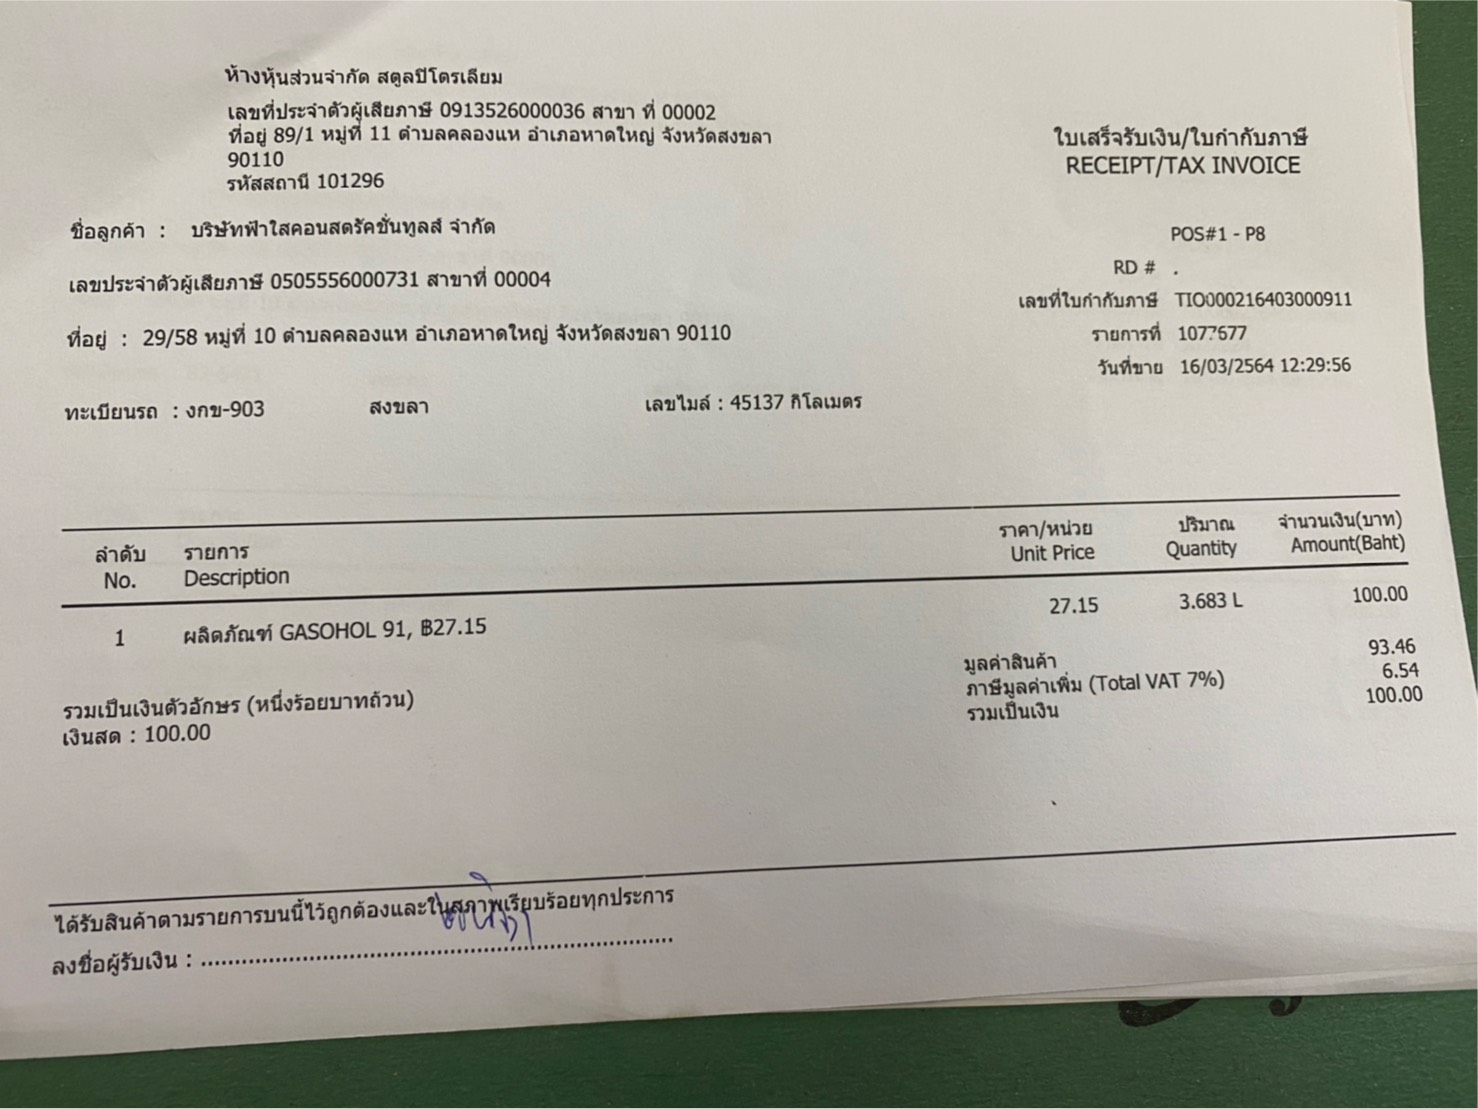 ห้างหุ้นส่วนจำกัด สตูลปิโตรเลียม
เลขที่ประจำตัวผู้เสียภาษี 0913526000036 สาขา ที่ 00002
ที่อยู่ 89/1 หมู่ที่ 11 ตำบลคลองแห อำเภอหาดใหญ่ จังหวัดสงขลา
90110
รหัสสถานี 101296
ใบเสร็จรับเงิน/ใบกำกับภาษี
RECEIPT/TAX INVOICE
ชื่อลูกค้า : บริษัทฟ้าใสคอนสตรัคชั่นทูลส์ จำกัด
เลขประจำตัวผู้เสียภาษี 0505556000731 สาขาที่ 00004
ที่อยู่ : 29/58 หมู่ที่ 10 ตำบลคลองแห อำเภอหาดใหญ่ จังหวัดสงขลา 90110
POS#1 - P8
RD # .
เลขที่ใบกำกับภาษี TIO000216403000911
รายการที่
วันที่ขาย 16/03/2564 12:29:56
ทะเบียนรถ : งกข-903 สงขลา เลขไมล์ : 45137 กิโลเมตร
ลำดับ รายการ ราคา/หน่วย ปริมาณ จำนวนเงิน(บาท)
No. Description Unit Price Quantity Amount(Baht)
1 ผลิตภัณฑ์ GASOHOL 91, ฿27.15 27.15 3.683 L 100.00
มูลค่าสินค้า 93.46
ภาษีมูลค่าเพิ่ม (Total VAT 7%) 6.54
รวมเป็นเงิน 100.00
รวมเป็นเงินตัวอักษร (หนึ่งร้อยบาทถ้วน)
เงินสด : 100.00
ได้รับสินค้าตามรายการบนนี้ไว้ถูกต้องและในสภาพเรียบร้อยทุกประการ
ลงชื่อผู้รับเงิน : ......................................................................